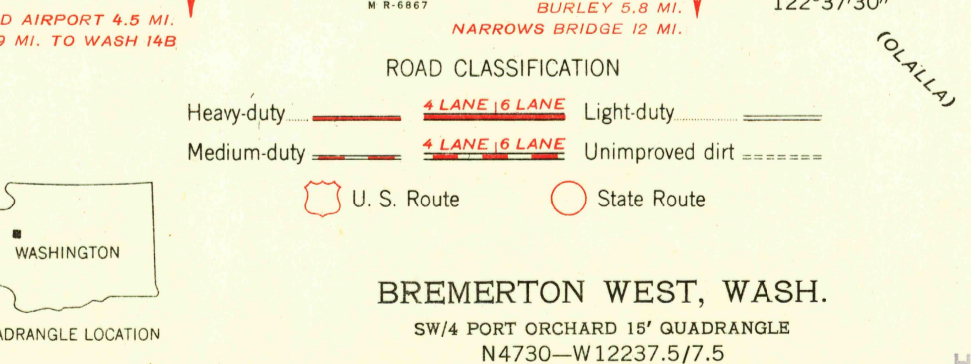 M R-6867
D AIRPORT 4.5 MI.
9 MI. TO WASH 14B
BURLEY 5.8 MI.
NARROWS BRIDGE 12 MI.
122°37'30"
(OLALLA)
ROAD CLASSIFICATION
Heavy-duty 4 LANE 6 LANE Light-duty
Medium-duty 4 LANE 6 LANE Unimproved dirt
U. S. Route State Route
WASHINGTON
ADRANGLE LOCATION
BREMERTON WEST, WASH.
SW/4 PORT ORCHARD 15' QUADRANGLE
N4730—W12237.5/7.5